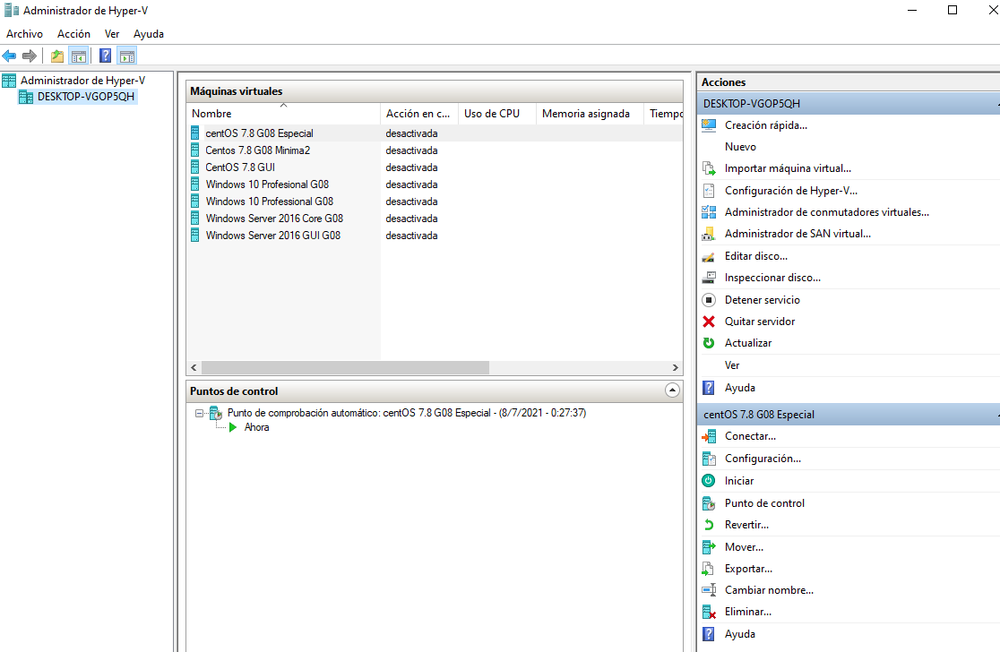 Administrador de Hyper-V
Archivo Acción Ver Ayuda
Administrador de Hyper-V
DESKTOP-VGOP5QH
Máquinas virtuales
Nombre Acción en c... Uso de CPU Memoria asignada Tiempo
centOS 7.8 G08 Especial desactivada
Centos 7.8 G08 Minima2 desactivada
CentOS 7.8 GUI desactivada
Windows 10 Profesional G08 desactivada
Windows 10 Professional G08 desactivada
Windows Server 2016 Core G08 desactivada
Windows Server 2016 GUI G08 desactivada
Puntos de control
Punto de comprobación automático: centOS 7.8 G08 Especial - (8/7/2021 - 0:27:37)
Ahora
Acciones
DESKTOP-VGOP5QH
Creación rápida...
Nuevo
Importar máquina virtual...
Configuración de Hyper-V...
Administrador de conmutadores virtuales...
Administrador de SAN virtual...
Editar disco...
Inspeccionar disco...
Detener servicio
Quitar servidor
Actualizar
Ver
Ayuda
centOS 7.8 G08 Especial
Conectar...
Configuración...
Iniciar
Punto de control
Revertir...
Mover...
Exportar...
Cambiar nombre...
Eliminar...
Ayuda